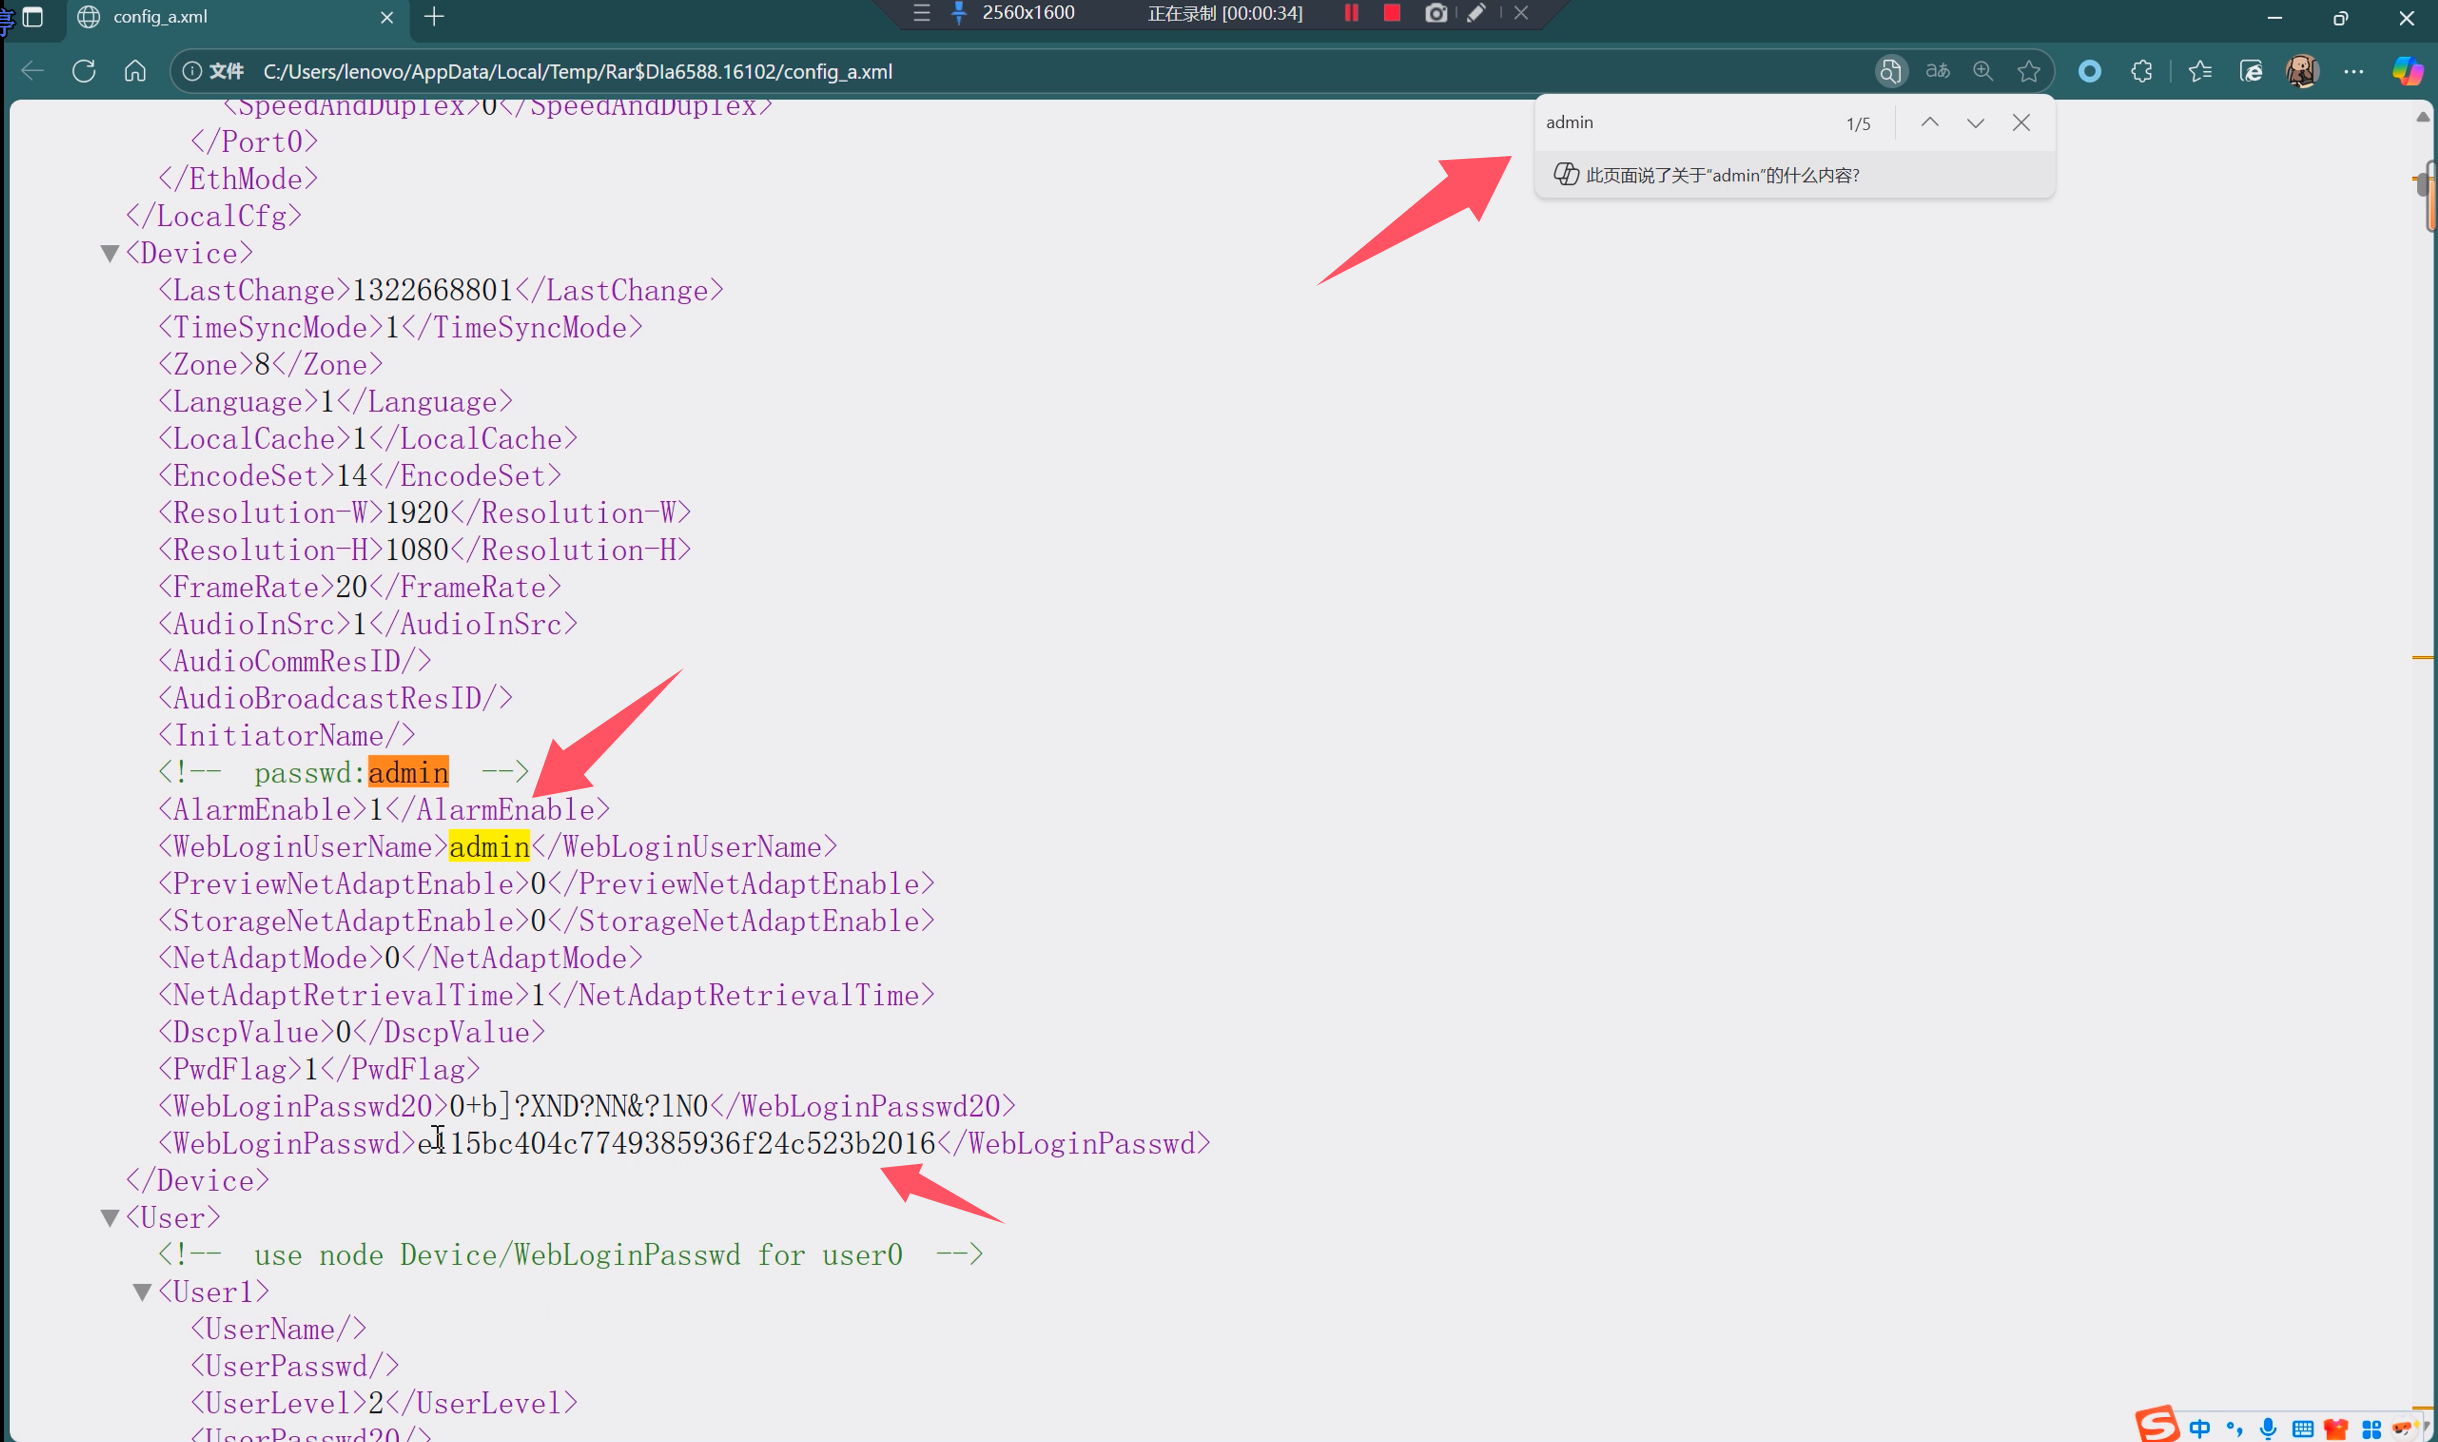 config_a.xml
2560x1600
正在录制 [00:00:34]
文件 C:/Users/lenovo/AppData/Local/Temp/Rar$DIa6588.16102/config_a.xml
admin
1/5
此页面说了关于"admin"的什么内容?
<SpeedAndDuplex>0</SpeedAndDuplex>
</Port0>
</EthMode>
</LocalCfg>
<Device>
<LastChange>1322668801</LastChange>
<TimeSyncMode>1</TimeSyncMode>
<Zone>8</Zone>
<Language>1</Language>
<LocalCache>1</LocalCache>
<EncodeSet>14</EncodeSet>
<Resolution-W>1920</Resolution-W>
<Resolution-H>1080</Resolution-H>
<FrameRate>20</FrameRate>
<AudioInSrc>1</AudioInSrc>
<AudioCommResID/>
<AudioBroadcastResID/>
<InitiatorName/>
<!-- passwd:admin -->
<AlarmEnable>1</AlarmEnable>
<WebLoginUserName>admin</WebLoginUserName>
<PreviewNetAdaptEnable>0</PreviewNetAdaptEnable>
<StorageNetAdaptEnable>0</StorageNetAdaptEnable>
<NetAdaptMode>0</NetAdaptMode>
<NetAdaptRetrievalTime>1</NetAdaptRetrievalTime>
<DscpValue>0</DscpValue>
<PwdFlag>1</PwdFlag>
<WebLoginPasswd20>0+b]?XND?NN&?1N0</WebLoginPasswd20>
<WebLoginPasswd>e115bc404c7749385936f24c523b2016</WebLoginPasswd>
</Device>
<User>
<!-- use node Device/WebLoginPasswd for user0 -->
<User1>
<UserName/>
<UserPasswd/>
<UserLevel>2</UserLevel>
<UserPasswd20/>
中